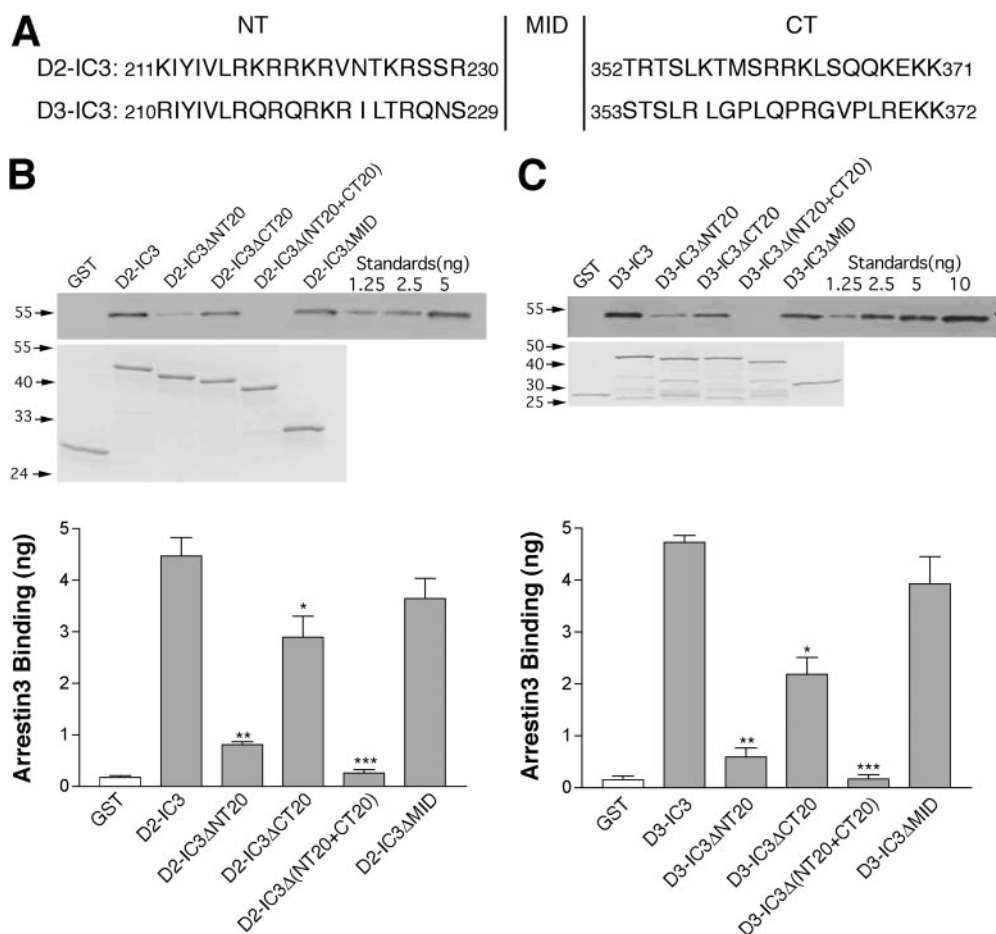 A NT MID CT
D2-IC3: 211KIYIVLRKRRKRVNTKRSSR230 352TRTSLKTMSRRKLSQQKEKK371
D3-IC3: 210RIYIVLRQRQRKR I LTRQNS229 353STSLR LGPLQPRGVPLREKK372
B
GST
D2-IC3
D2-IC3ΔNT20
D2-IC3ΔCT20
D2-IC3Δ(NT20+CT20)
D2-IC3ΔMID
Standards(ng)
1.25 2.5 5
55
55
40
33
24
Arrestin3 Binding (ng)
5
4
3
2
1
0
*
**
***
GST
D2-IC3
D2-IC3ΔNT20
D2-IC3ΔCT20
D2-IC3Δ(NT20+CT20)
D2-IC3ΔMID
C
GST
D3-IC3
D3-IC3ΔNT20
D3-IC3ΔCT20
D3-IC3Δ(NT20+CT20)
D3-IC3ΔMID
Standards(ng)
1.25 2.5 5 10
55
50
40
30
25
Arrestin3 Binding (ng)
5
4
3
2
1
0
*
**
***
GST
D3-IC3
D3-IC3ΔNT20
D3-IC3ΔCT20
D3-IC3Δ(NT20+CT20)
D3-IC3ΔMID